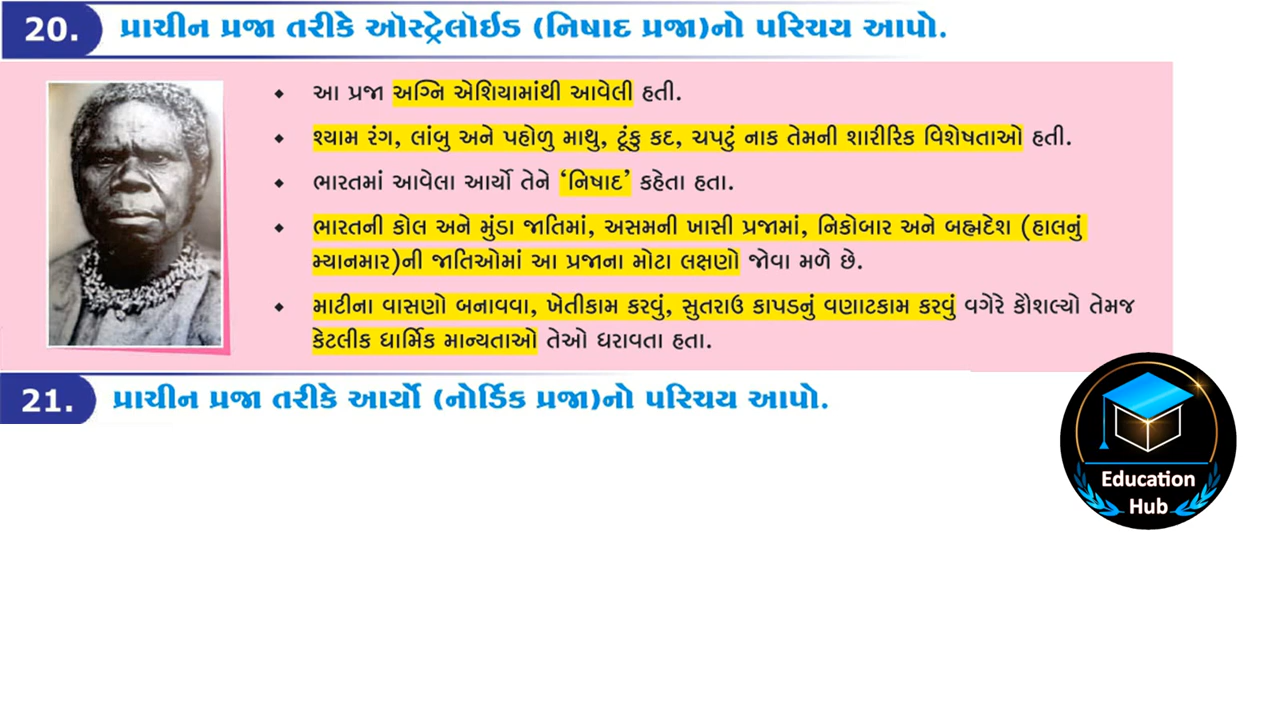 20. પ્રાચીન પ્રજા તરીકે ઑસ્ટ્રેલૉઇડ (નિષાદ પ્રજા)નો પરિચય આપો.
◆ આ પ્રજા અગ્નિ એશિયામાંથી આવેલી હતી.
◆ શ્યામ રંગ, લાંબુ અને પહોળુ માથુ, ટૂંકુ કદ, ચપટું નાક તેમની શારીરિક વિશેષતાઓ હતી.
◆ ભારતમાં આવેલા આર્યો તેને ‘નિષાદ’ કહેતા હતા.
◆ ભારતની કોલ અને મુંડા જાતિમાં, અસમની ખાસી પ્રજામાં, નિકોબાર અને બહ્મદેશ (હાલનું
મ્યાનમાર)ની જાતિઓમાં આ પ્રજાના મોટા લક્ષણો જોવા મળે છે.
◆ માટીના વાસણો બનાવવા, ખેતીકામ કરવું, સુતરાઉ કાપડનું વણાટકામ કરવું વગેરે કૌશલ્યો તેમજ
કેટલીક ધાર્મિક માન્યતાઓ તેઓ ધરાવતા હતા.
21. પ્રાચીન પ્રજા તરીકે આર્યો (નોર્ડિક પ્રજા)નો પરિચય આપો.
Education
Hub